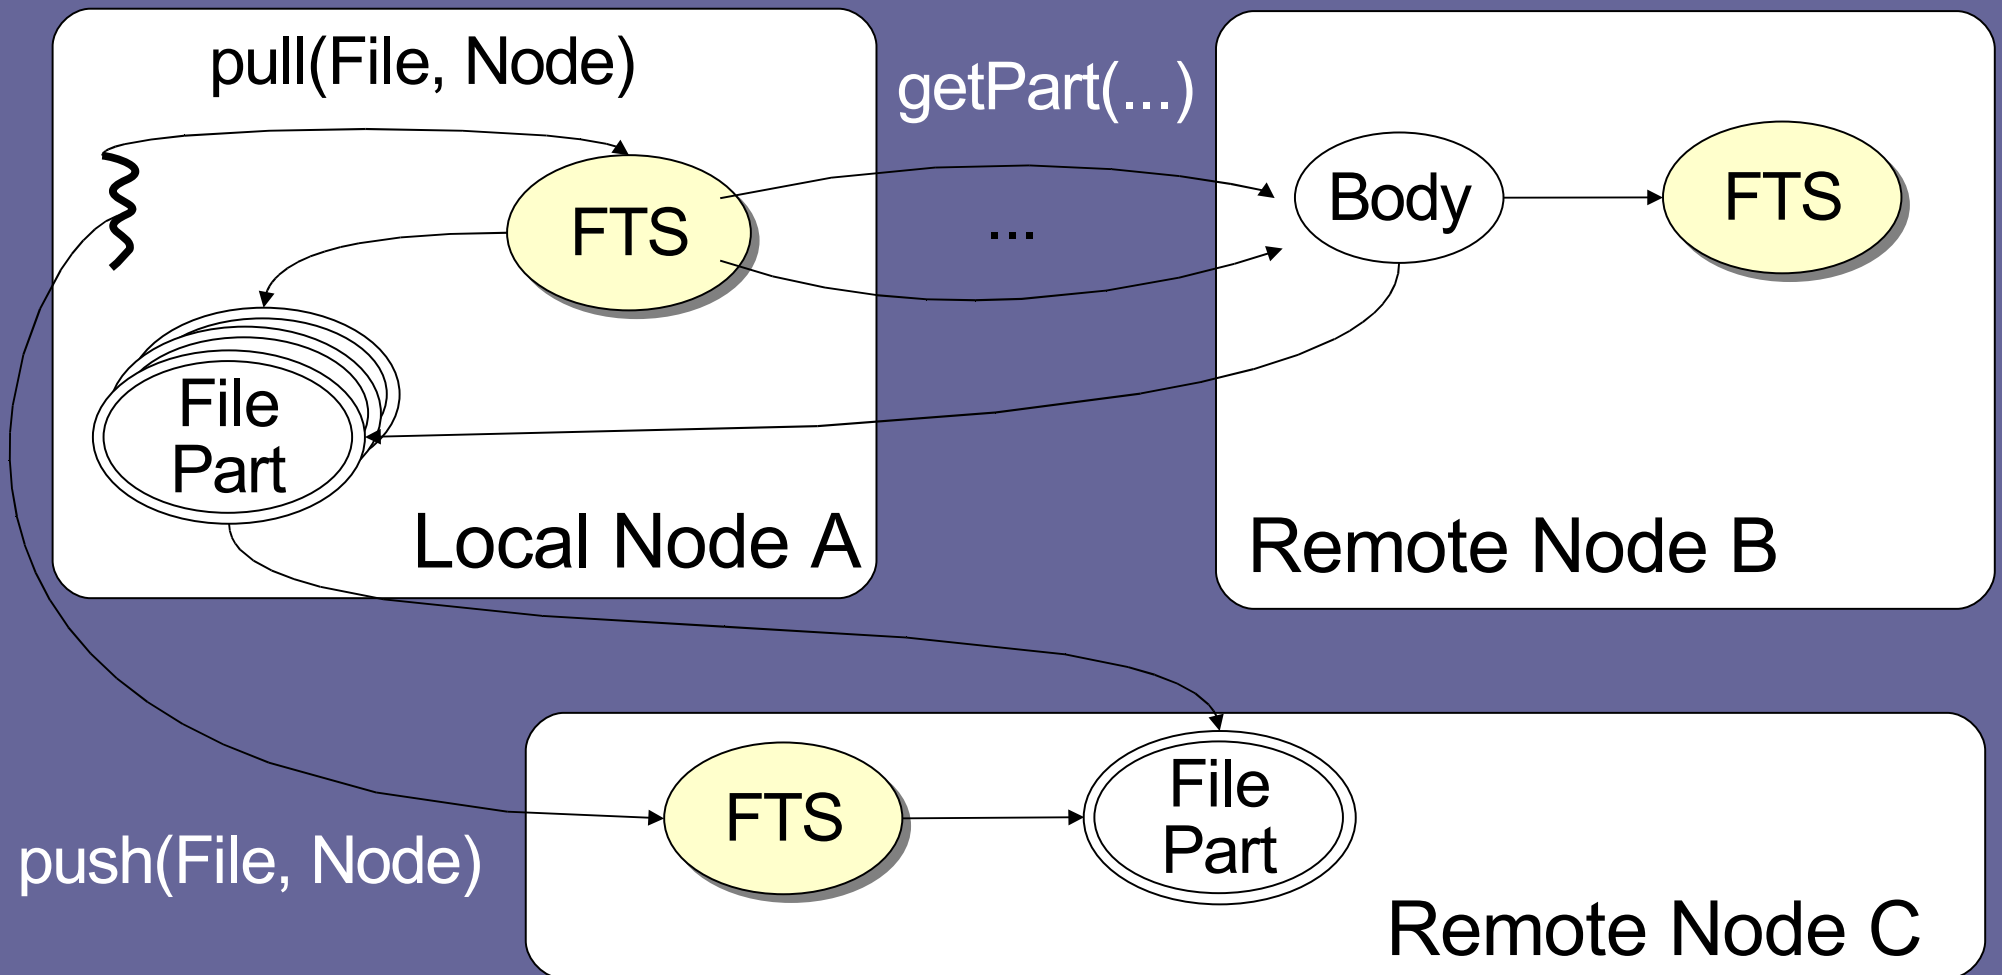 pull(File, Node)
getPart(...)
FTS
...
Body
FTS
File
Part
Local Node A
Remote Node B
FTS
File
Part
push(File, Node)
Remote Node C